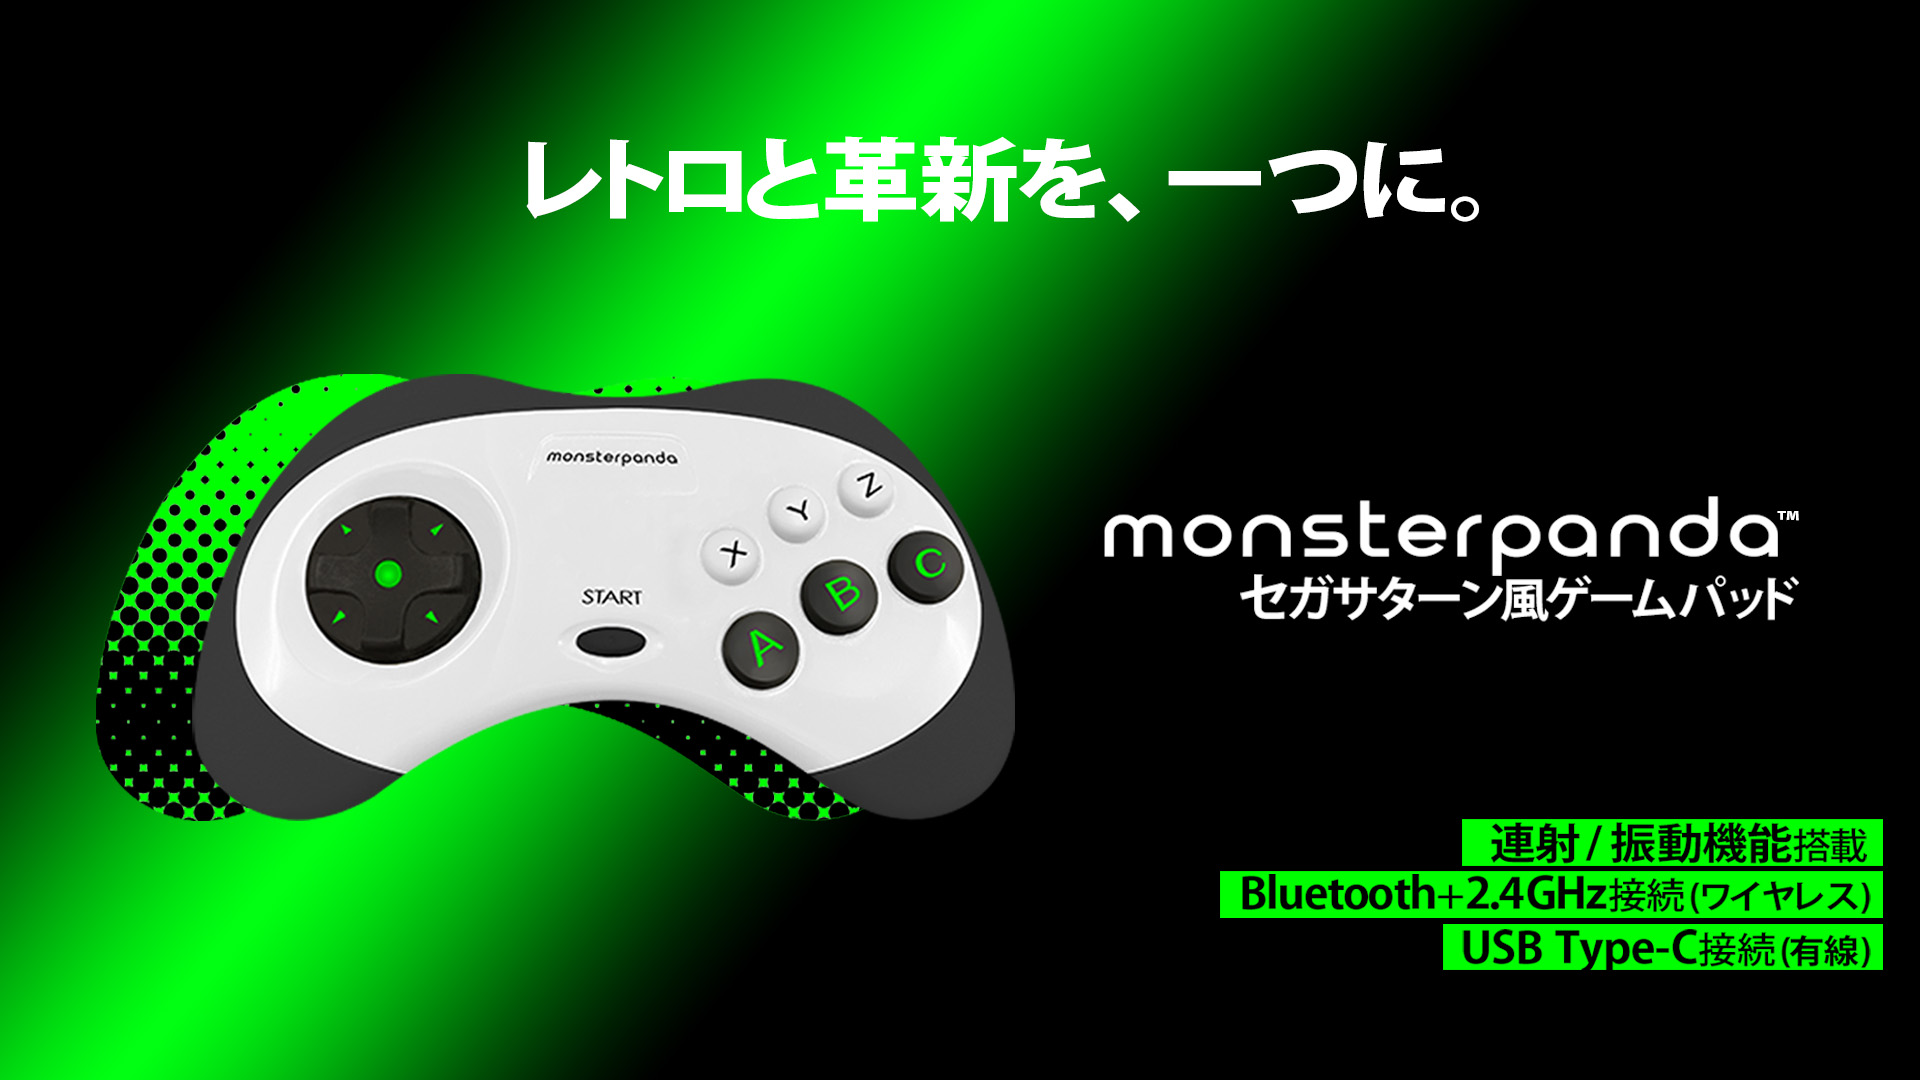 レトロと革新を、一つに。
monsterpanda
X
Y
Z
START
A
B
C
monsterpanda™
セガサターン風ゲームパッド
連射 / 振動機能搭載
Bluetooth+2.4GHz接続(ワイヤレス)
USB Type-C接続(有線)